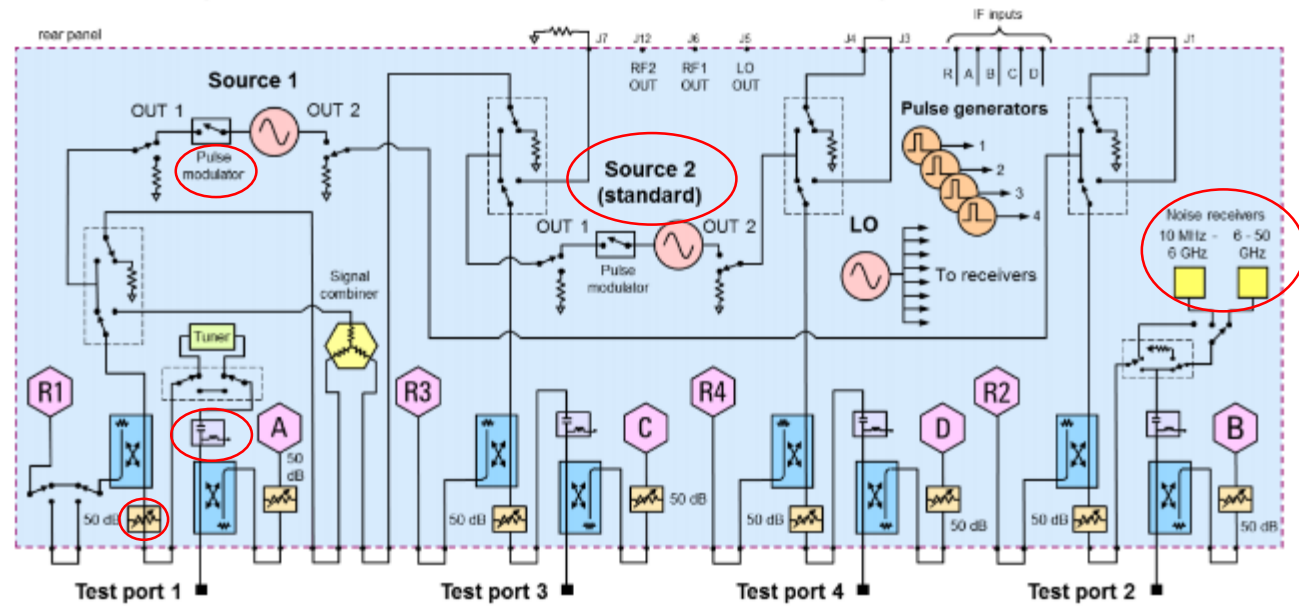 IF inputs
rear panel
J7
J12
J6
J5
J4
J3
J2
J1
RF2
OUT
RF1
OUT
LO
OUT
R
A
B
C
D
Source 1
OUT 1
OUT 2
Pulse
modulator
Pulse generators
1
2
3
4
Source 2
(standard)
OUT 1
OUT 2
Pulse
modulator
LO
To receivers
Noise receivers
10 MHz -
6 GHz
6 - 50
GHz
Signal
combiner
Tuner
R1
A
R3
C
R4
D
R2
B
50
dB
50 dB
50 dB
50 dB
50 dB
50 dB
50 dB
Test port 1
Test port 3
Test port 4
Test port 2